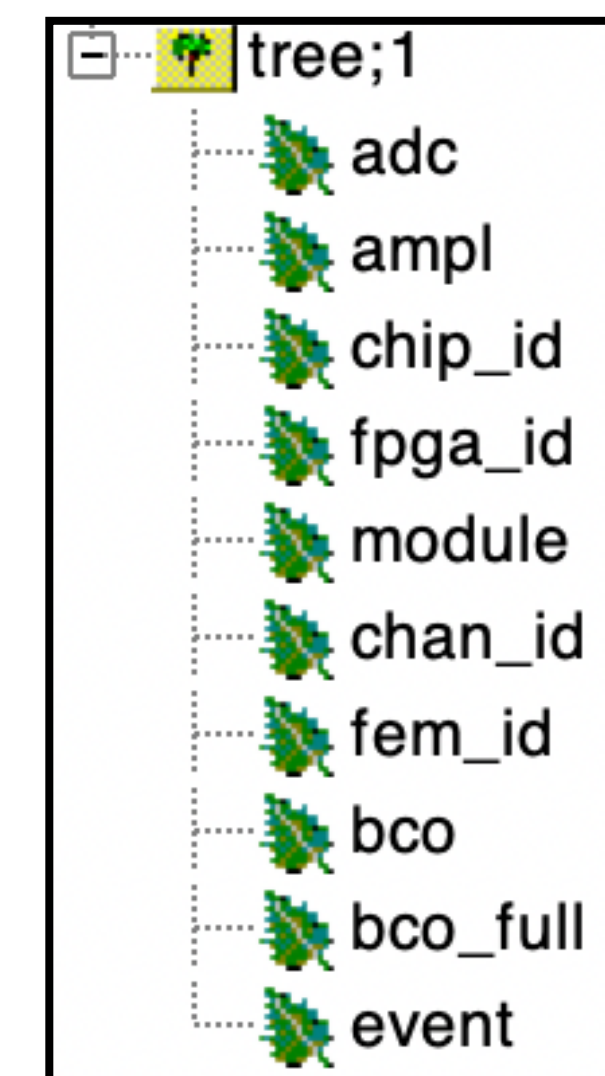 tree;1
adc
ampl
chip_id
fpga_id
module
chan_id
fem_id
bco
bco_full
event